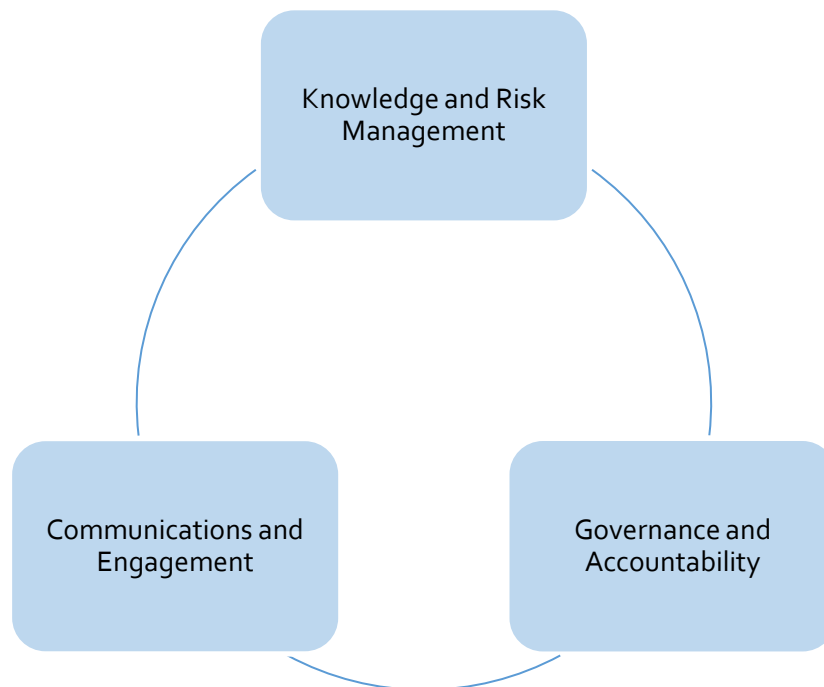 Knowledge and Risk
Management
Communications and
Engagement
Governance and
Accountability